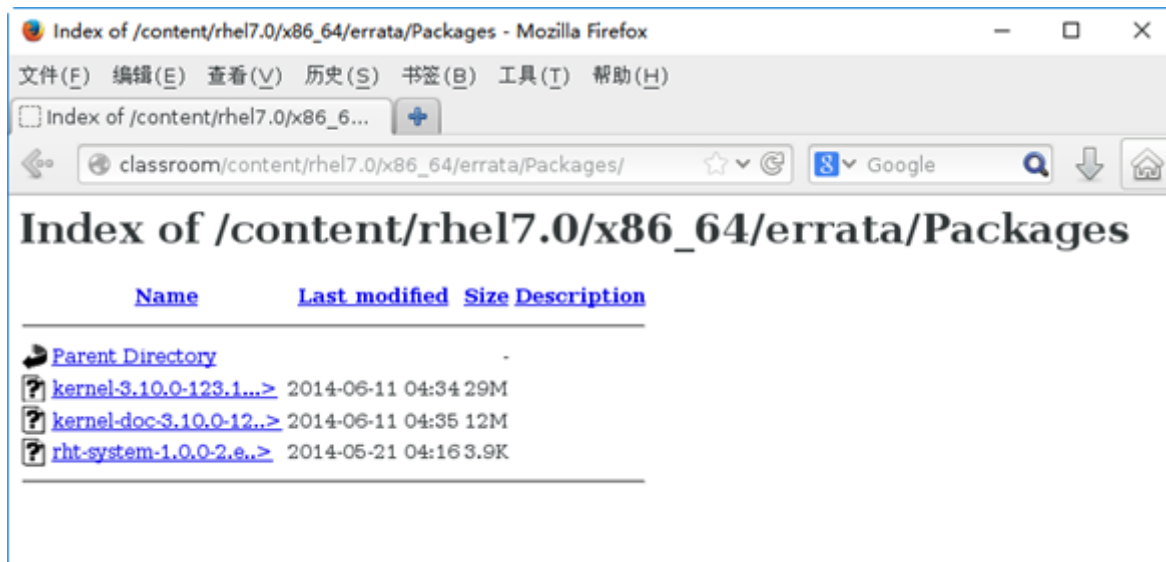 Index of /content/rhel7.0/x86_64/errata/Packages - Mozilla Firefox
文件(F) 编辑(E) 查看(V) 历史(S) 书签(B) 工具(T) 帮助(H)
Index of /content/rhel7.0/x86_6...
classroom/content/rhel7.0/x86_64/errata/Packages/ 8 Google
Index of /content/rhel7.0/x86_64/errata/Packages
Name Last modified Size Description
Parent Directory -
kernel-3.10.0-123.1...> 2014-06-11 04:34 29M
kernel-doc-3.10.0-12..> 2014-06-11 04:35 12M
rht-system-1.0.0-2.e..> 2014-05-21 04:16 3.9K